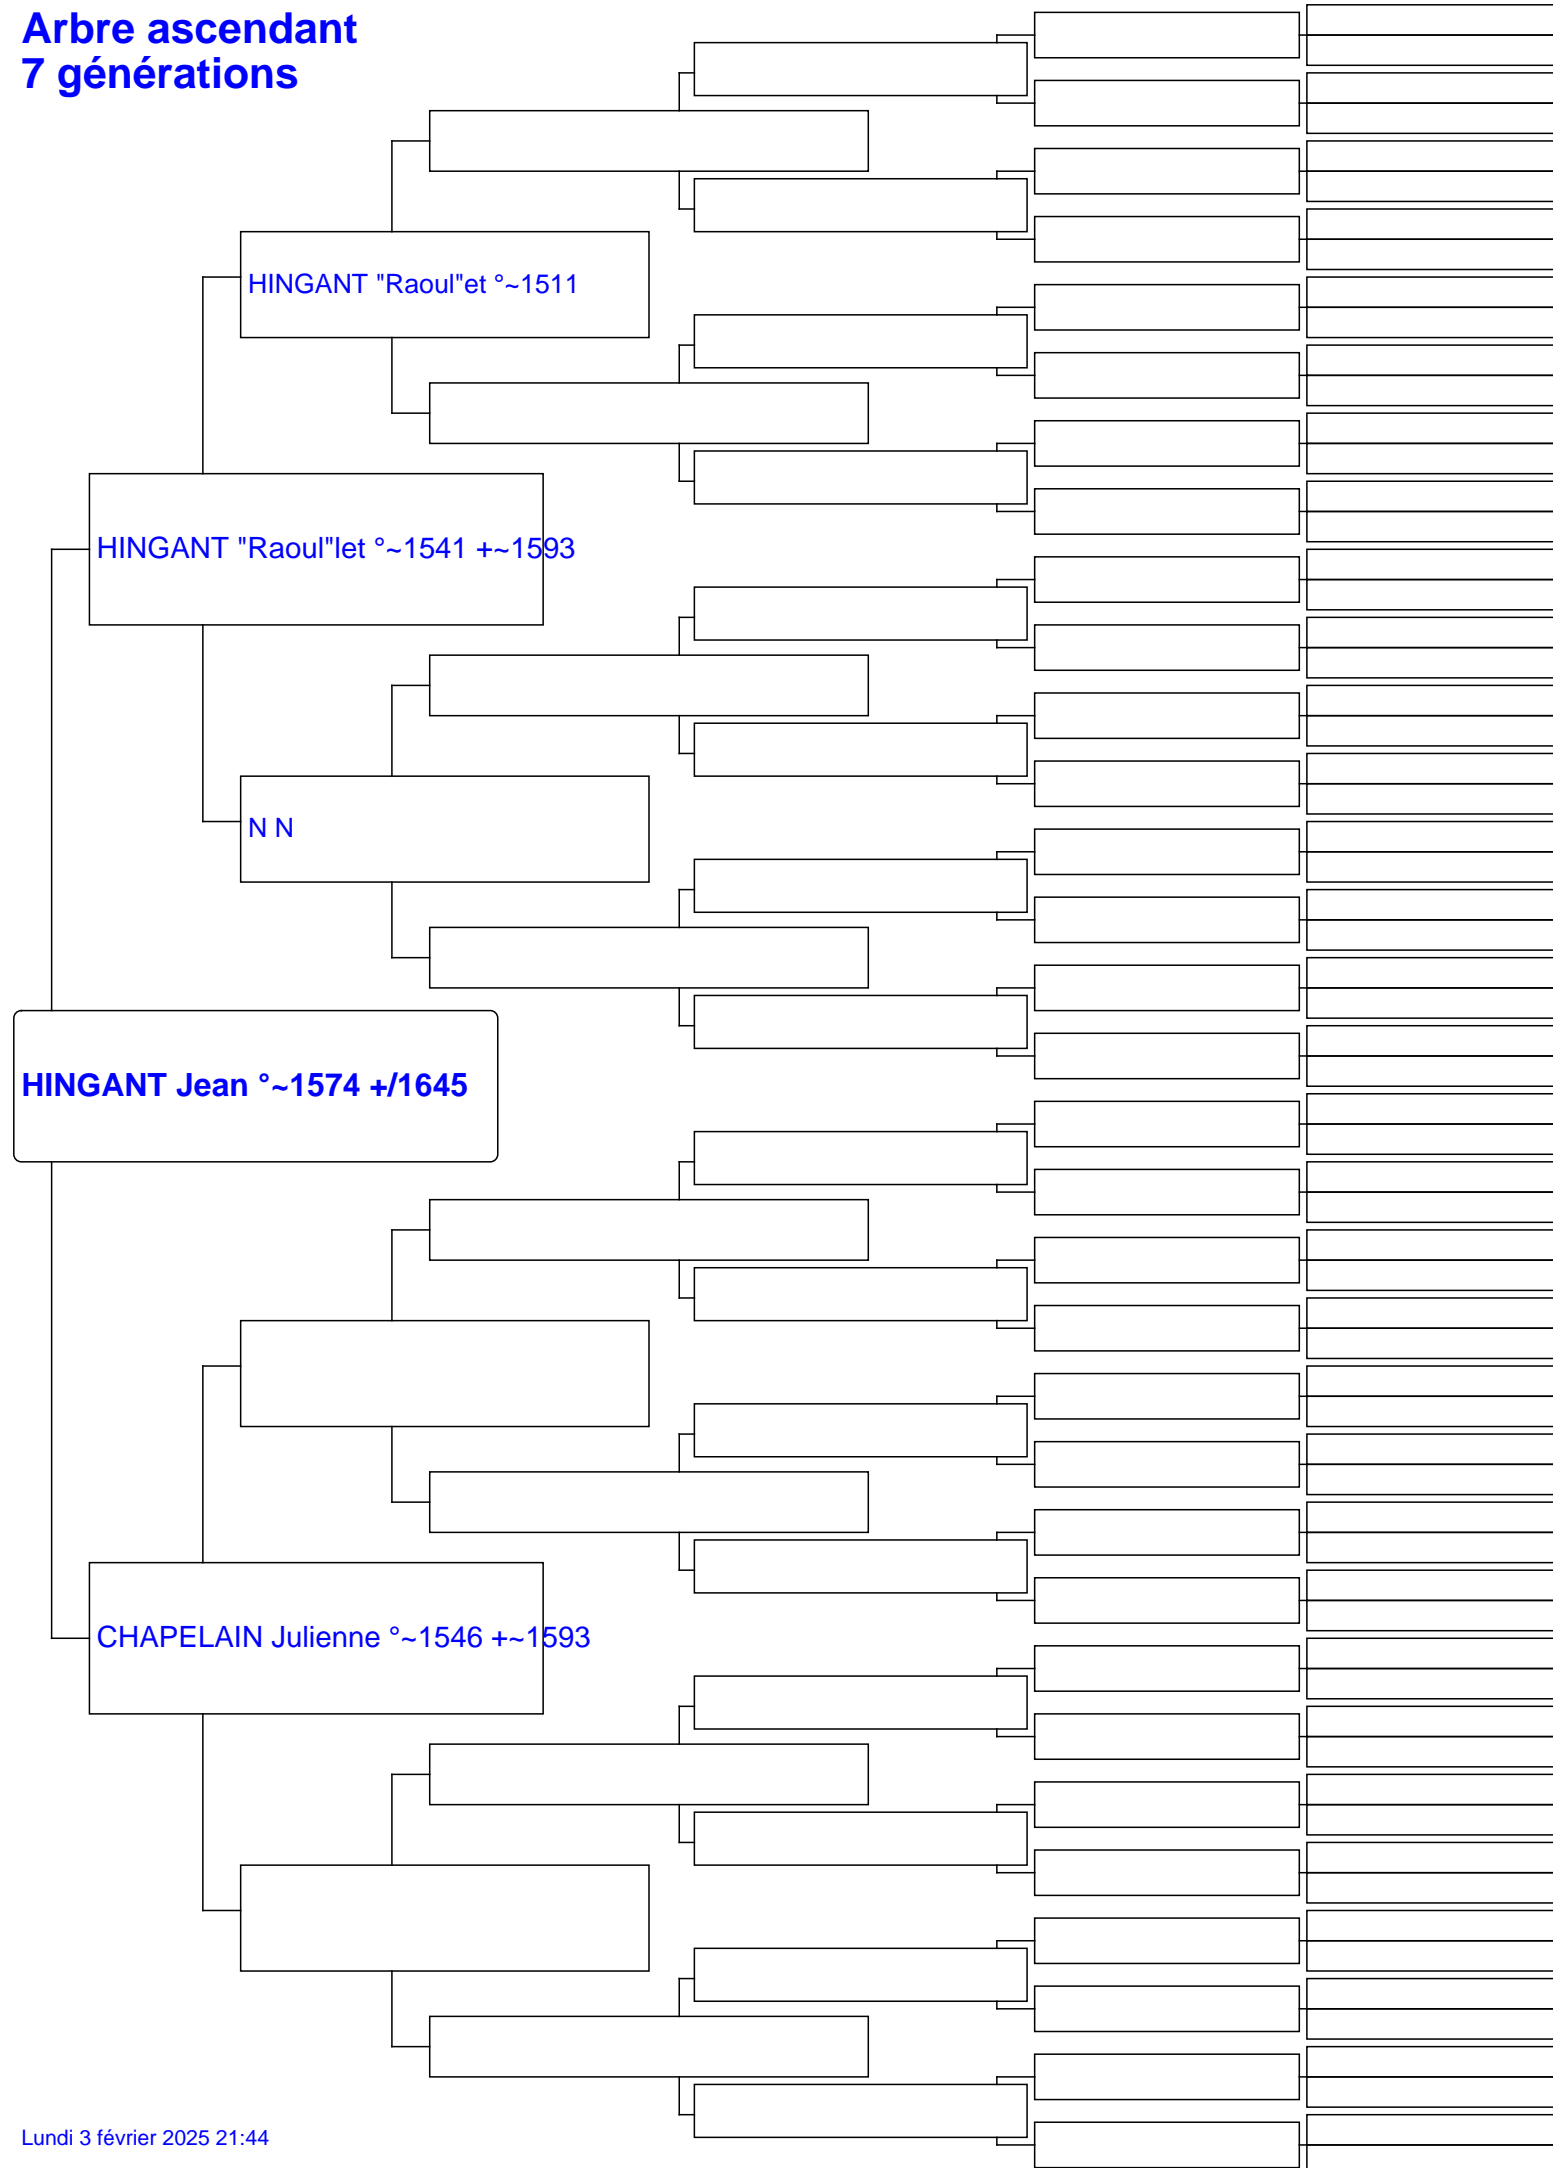 Arbre ascendant
7 générations
HINGANT "Raoul"et °~1511
HINGANT "Raoul"let °~1541 +~1593
N N
HINGANT Jean °~1574 +/1645
CHAPELAIN Julienne °~1546 +~1593
Lundi 3 février 2025 21:44